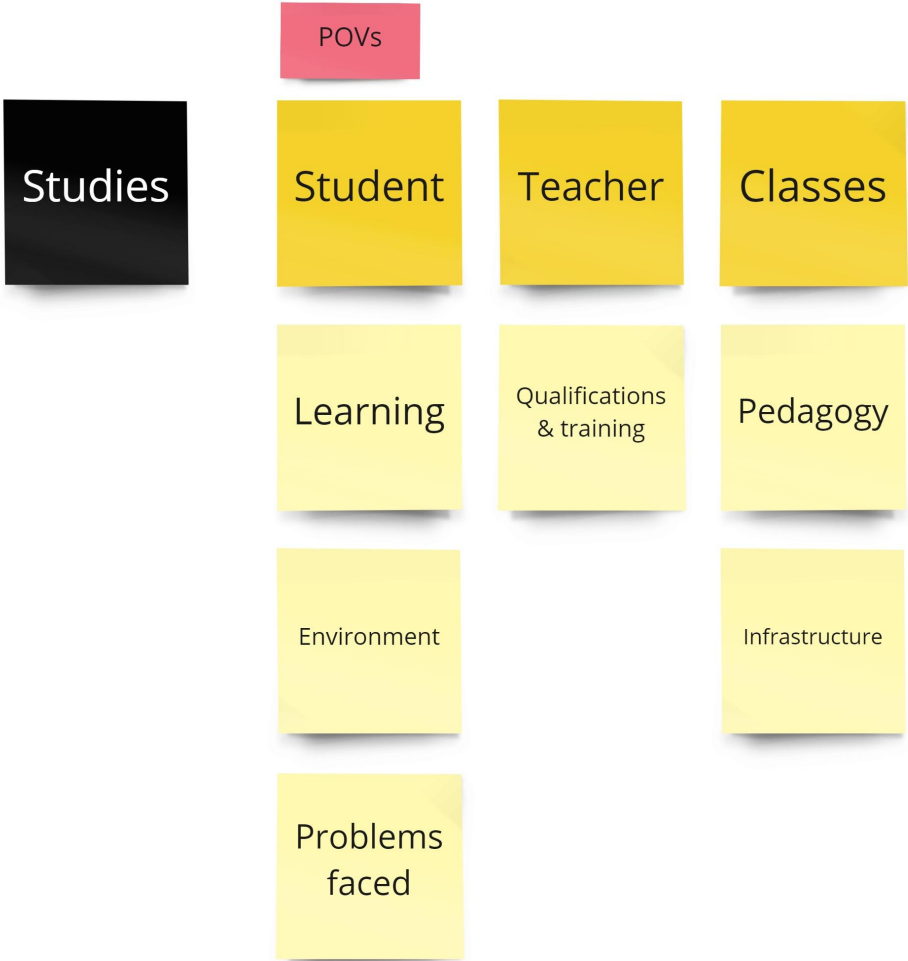 POVs
Studies
Student
Teacher
Classes
Learning
Qualifications
& training
Pedagogy
Environment
Infrastructure
Problems
faced